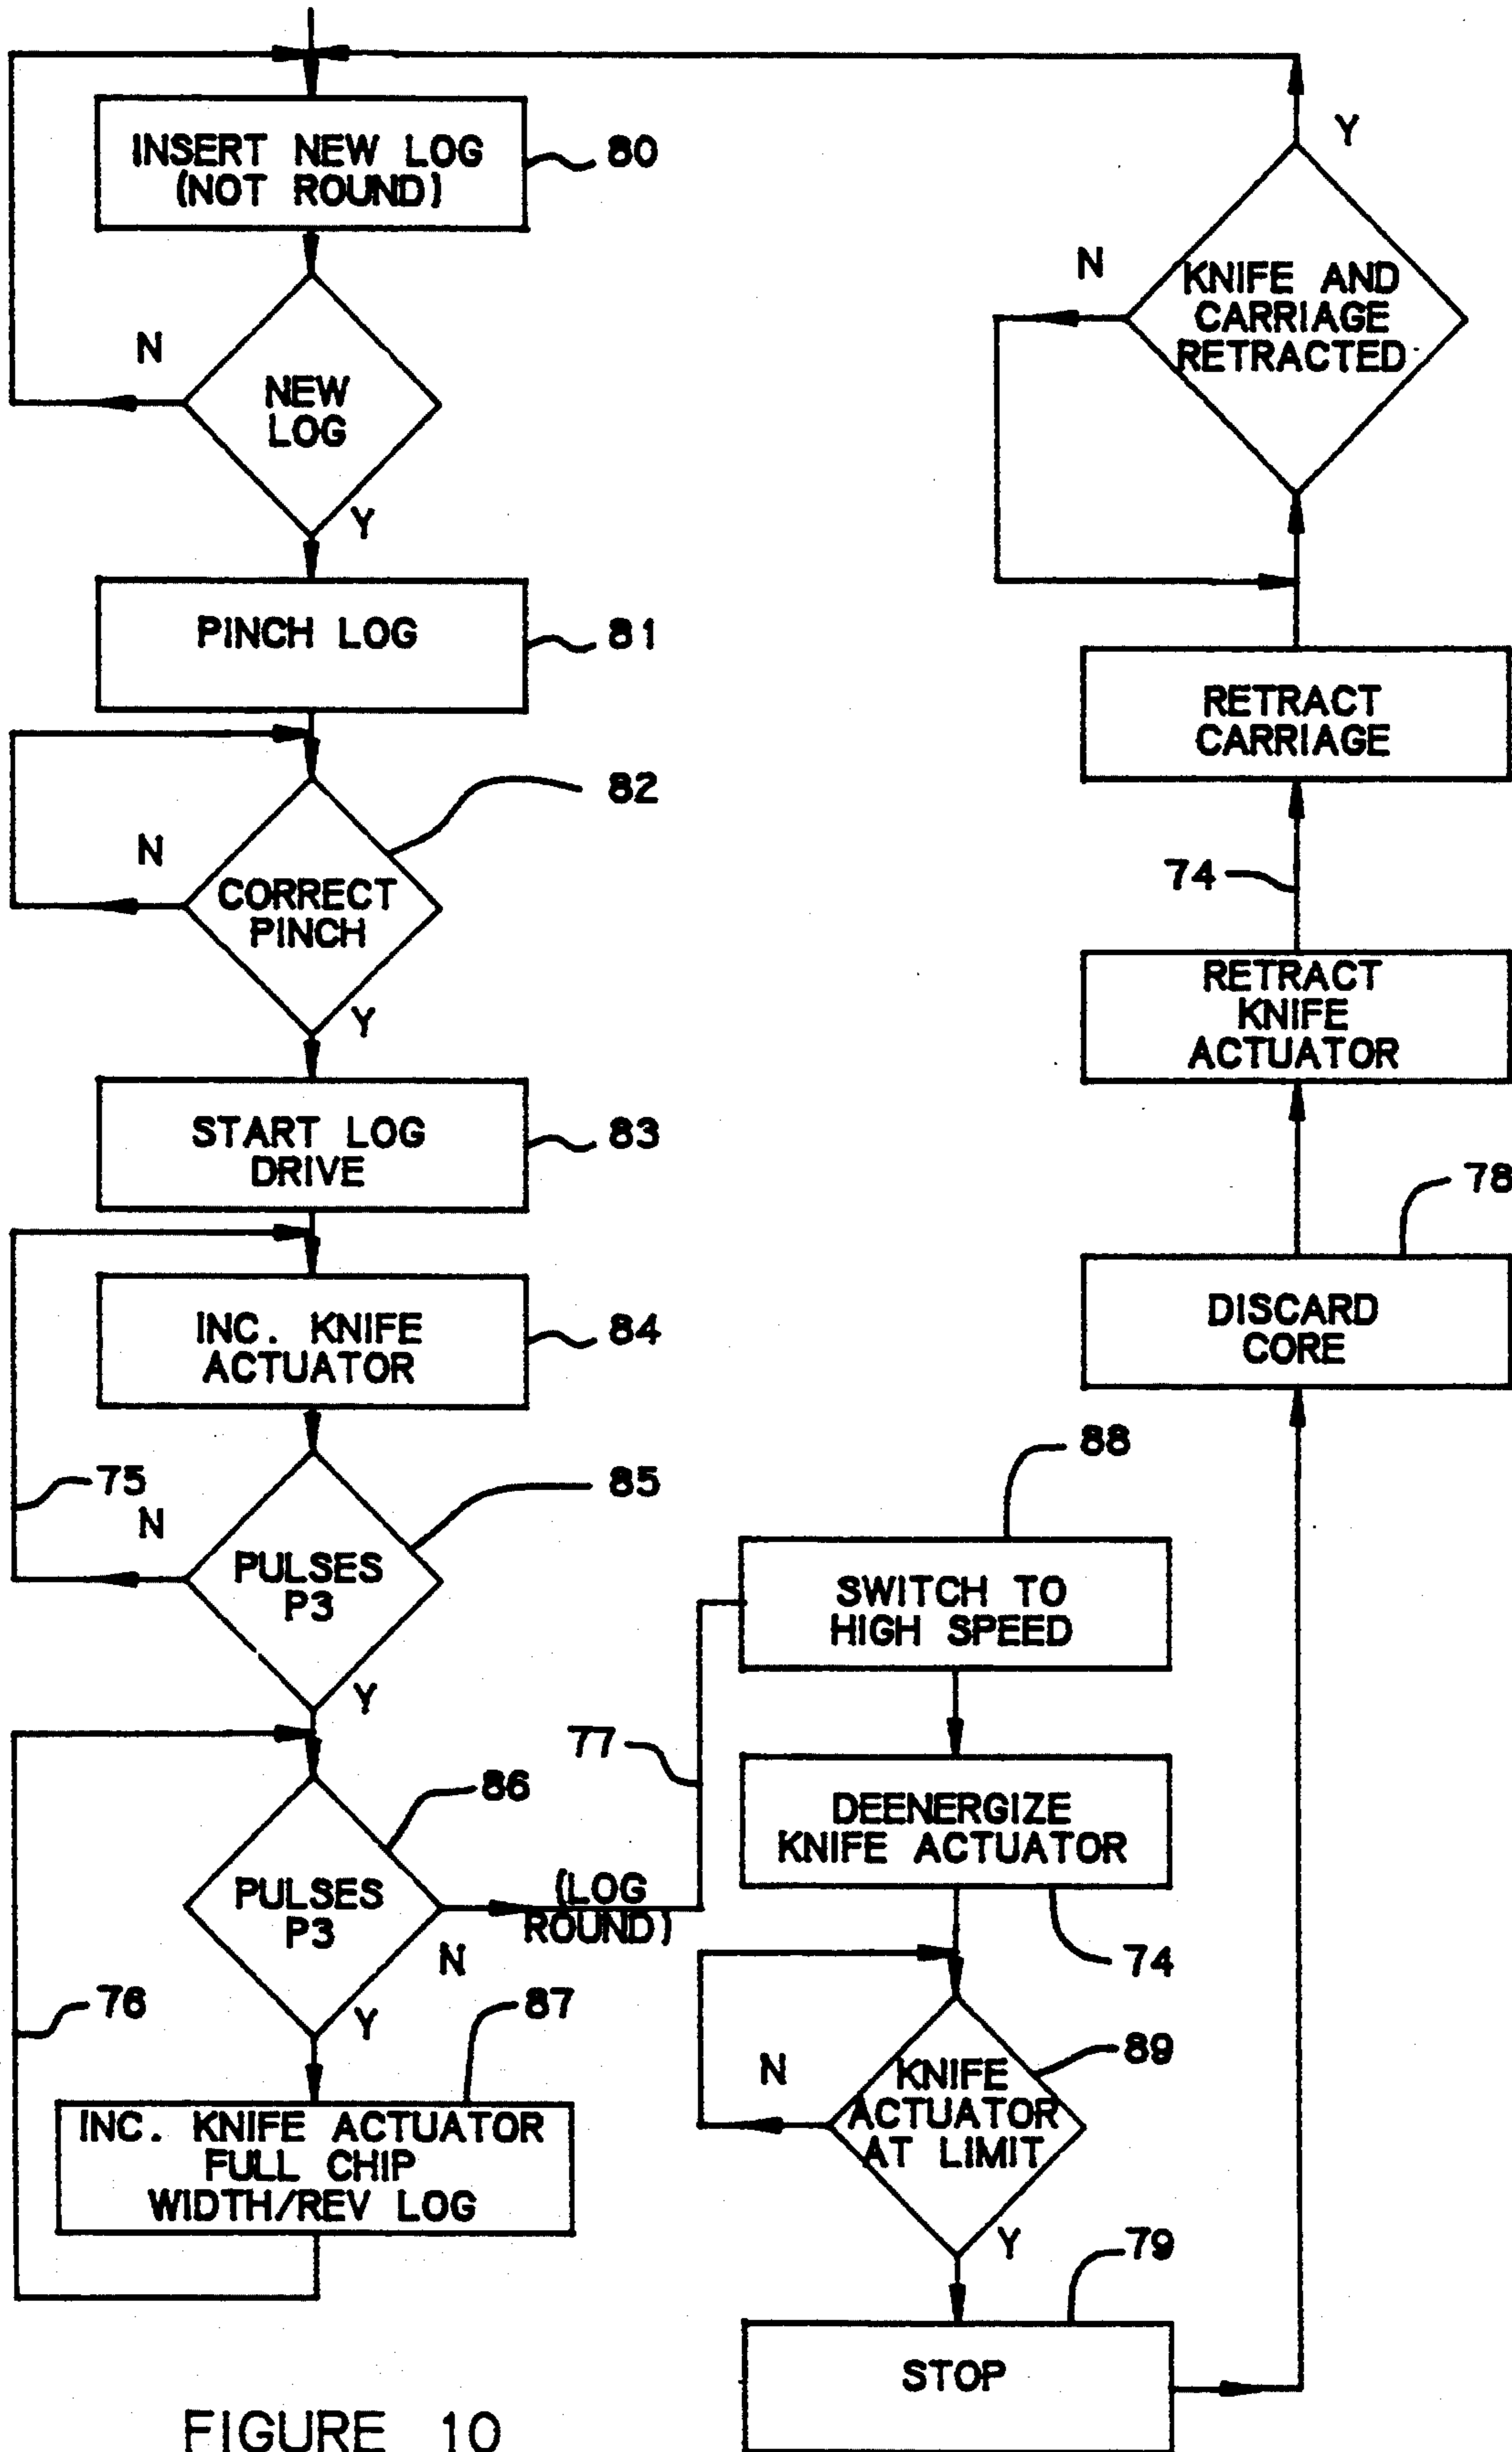 INSERT NEW LOG
(NOT ROUND)
80
N
NEW
LOG
Y
PINCH LOG
81
82
N
CORRECT
PINCH
Y
START LOG
DRIVE
83
INC. KNIFE
ACTUATOR
84
75
85
N
PULSES
P3
Y
86
PULSES
P3
(LOG
ROUND)
N
76
Y
87
INC. KNIFE ACTUATOR
FULL CHIP
WIDTH/REV LOG
77
88
SWITCH TO
HIGH SPEED
DEENERGIZE
KNIFE ACTUATOR
74
89
N
KNIFE
ACTUATOR
AT LIMIT
Y
79
STOP
78
DISCARD
CORE
RETRACT
KNIFE
ACTUATOR
74
RETRACT
CARRIAGE
N
KNIFE AND
CARRIAGE
RETRACTED
Y
FIGURE 10